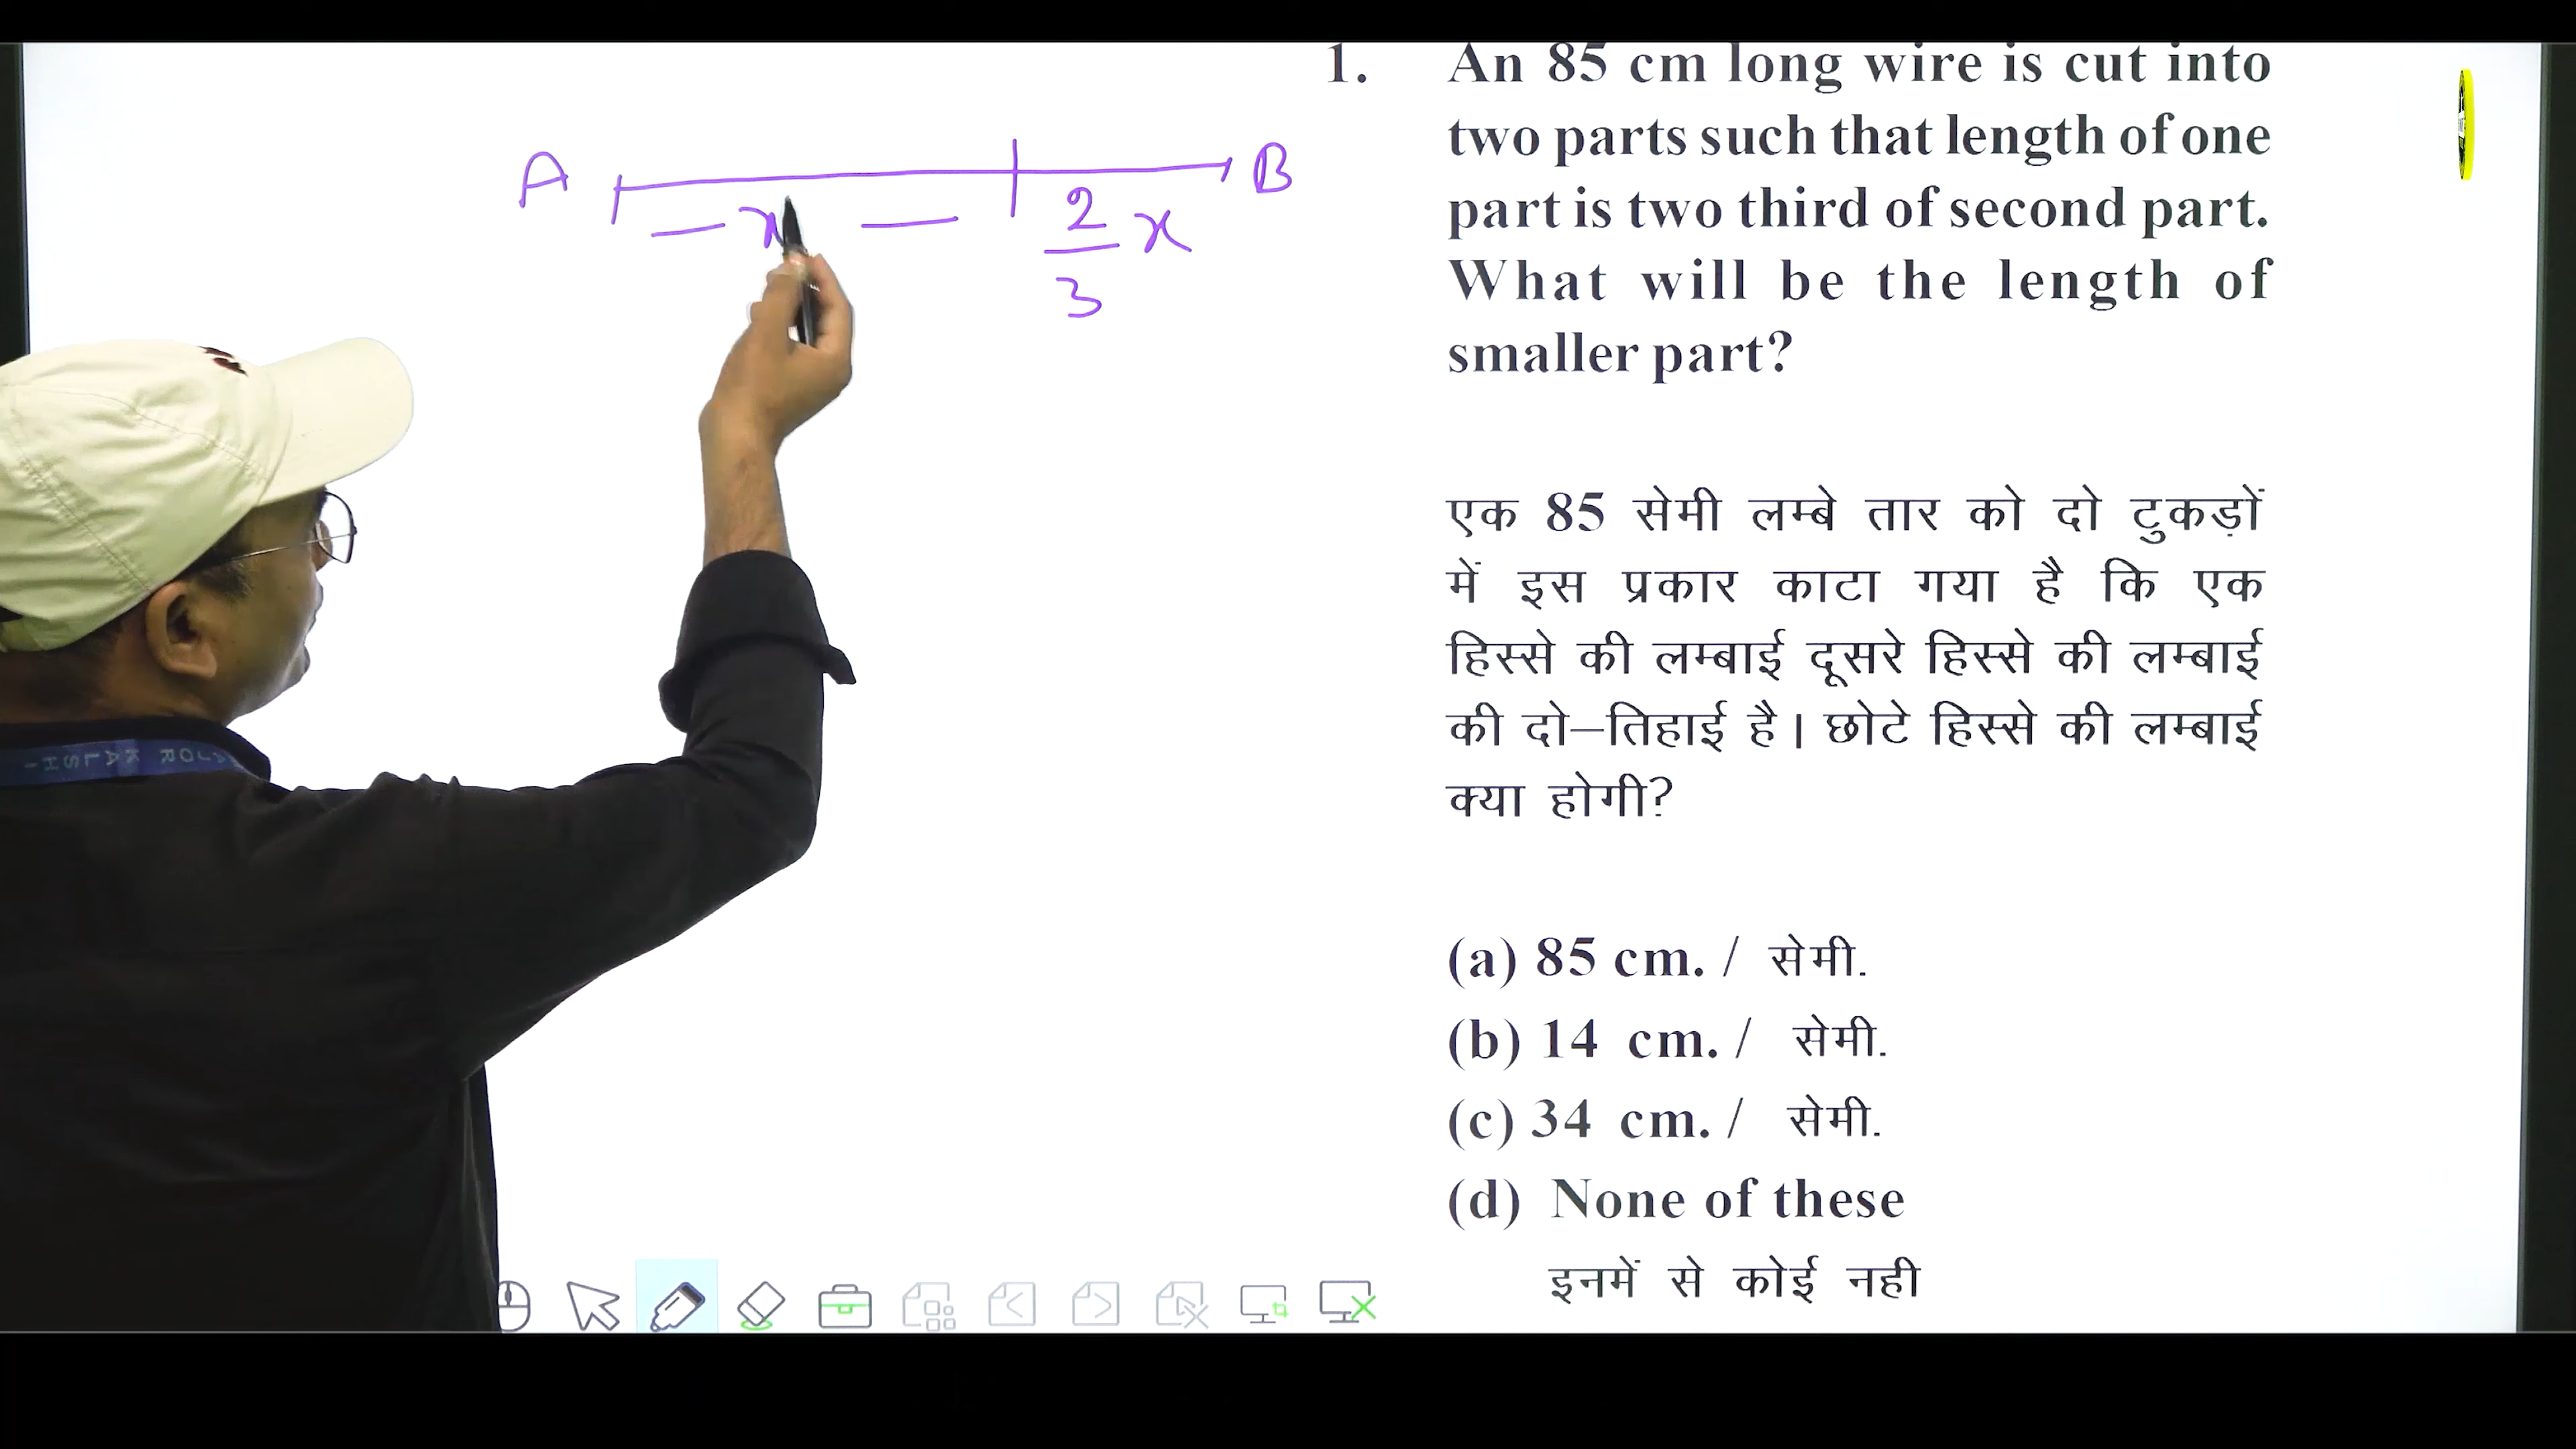 1. An 85 cm long wire is cut into
two parts such that length of one
part is two third of second part.
What will be the length of
smaller part?
एक 85 सेमी लम्बे तार को दो टुकड़ों
में इस प्रकार काटा गया है कि एक
हिस्से की लम्बाई दूसरे हिस्से की लम्बाई
की दो–तिहाई है। छोटे हिस्से की लम्बाई
क्या होगी?
(a) 85 cm. / सेमी.
(b) 14 cm. / सेमी.
(c) 34 cm. / सेमी.
(d) None of these
इनमें से कोई नही
A B
x 2/3 x